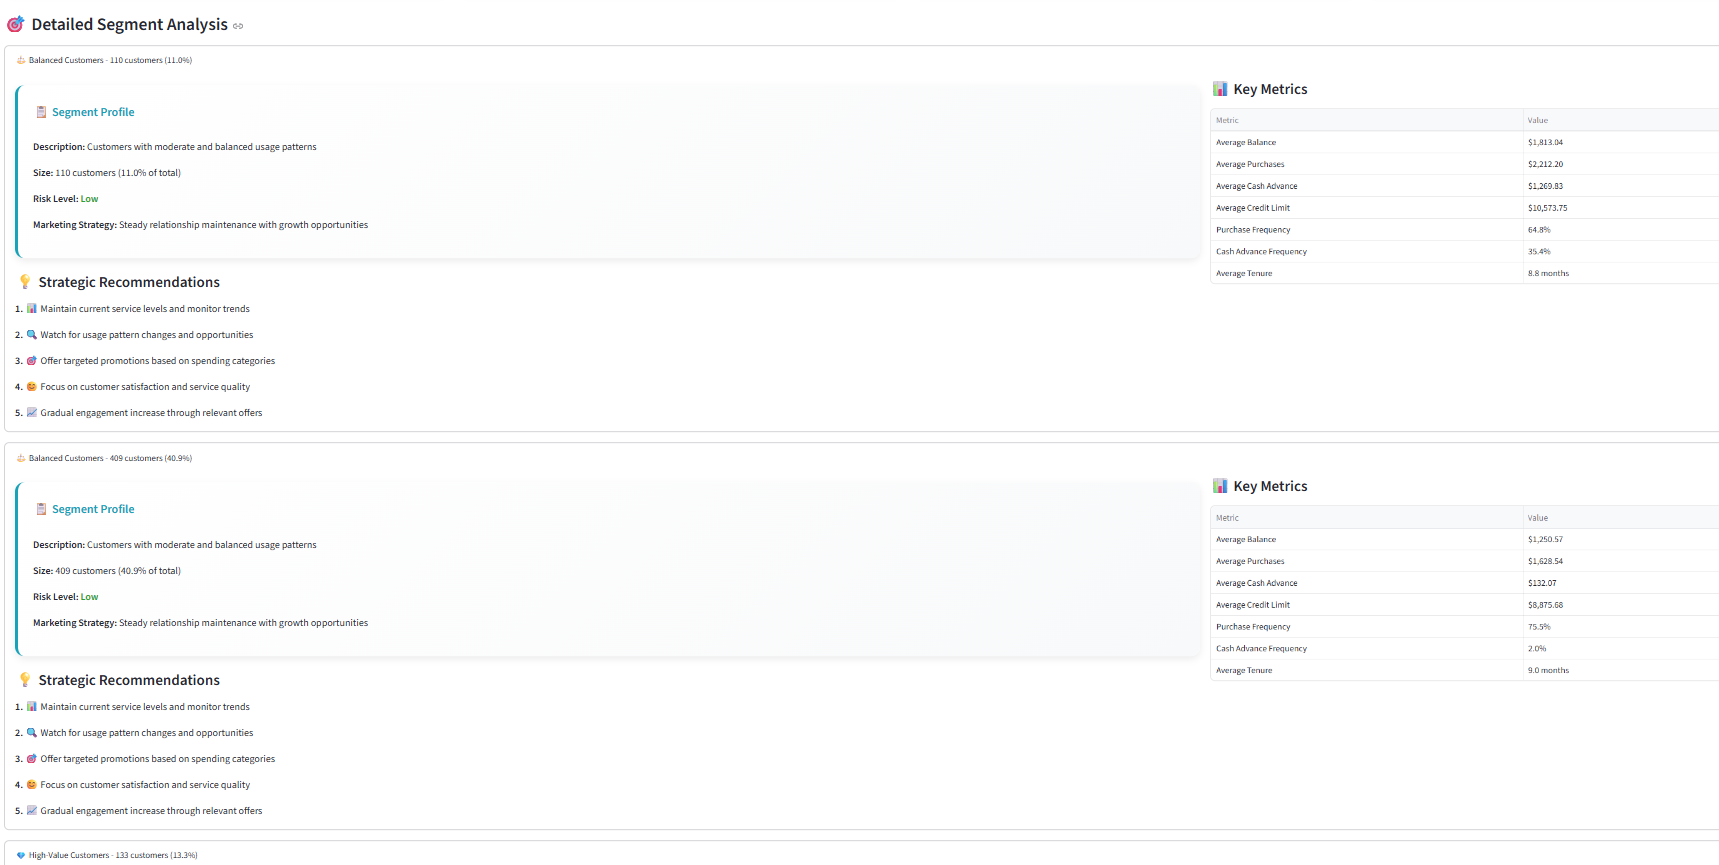 Detailed Segment Analysis
Balanced Customers - 110 customers (11.0%)
Segment Profile
Description: Customers with moderate and balanced usage patterns
Size: 110 customers (11.0% of total)
Risk Level: Low
Marketing Strategy: Steady relationship maintenance with growth opportunities
Strategic Recommendations
1. Maintain current service levels and monitor trends
2. Watch for usage pattern changes and opportunities
3. Offer targeted promotions based on spending categories
4. Focus on customer satisfaction and service quality
5. Gradual engagement increase through relevant offers
Key Metrics
Metric Value
Average Balance $1,813.04
Average Purchases $2,212.20
Average Cash Advance $1,269.83
Average Credit Limit $10,573.75
Purchase Frequency 64.8%
Cash Advance Frequency 35.4%
Average Tenure 8.8 months
Balanced Customers - 409 customers (40.9%)
Segment Profile
Description: Customers with moderate and balanced usage patterns
Size: 409 customers (40.9% of total)
Risk Level: Low
Marketing Strategy: Steady relationship maintenance with growth opportunities
Strategic Recommendations
1. Maintain current service levels and monitor trends
2. Watch for usage pattern changes and opportunities
3. Offer targeted promotions based on spending categories
4. Focus on customer satisfaction and service quality
5. Gradual engagement increase through relevant offers
Key Metrics
Metric Value
Average Balance $1,250.57
Average Purchases $1,628.54
Average Cash Advance $132.07
Average Credit Limit $8,875.68
Purchase Frequency 75.5%
Cash Advance Frequency 2.0%
Average Tenure 9.0 months
High-Value Customers - 133 customers (13.3%)